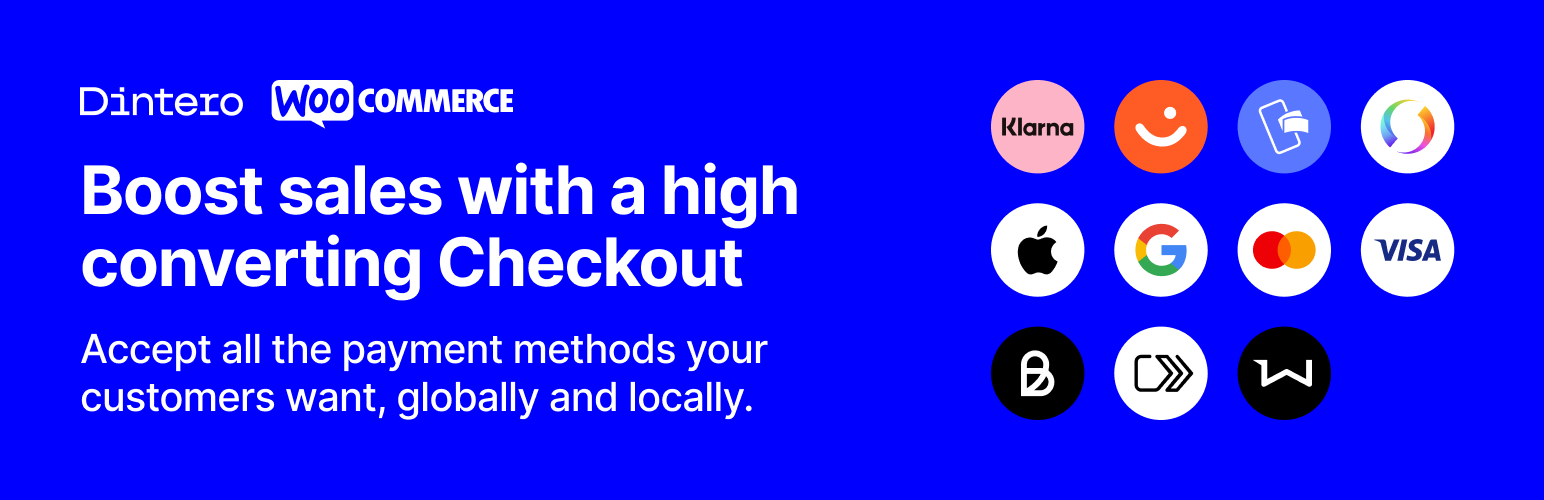 Dintero WOO COMMERCE
Boost sales with a high
converting Checkout
Accept all the payment methods your
customers want, globally and locally.
Klarna
VISA